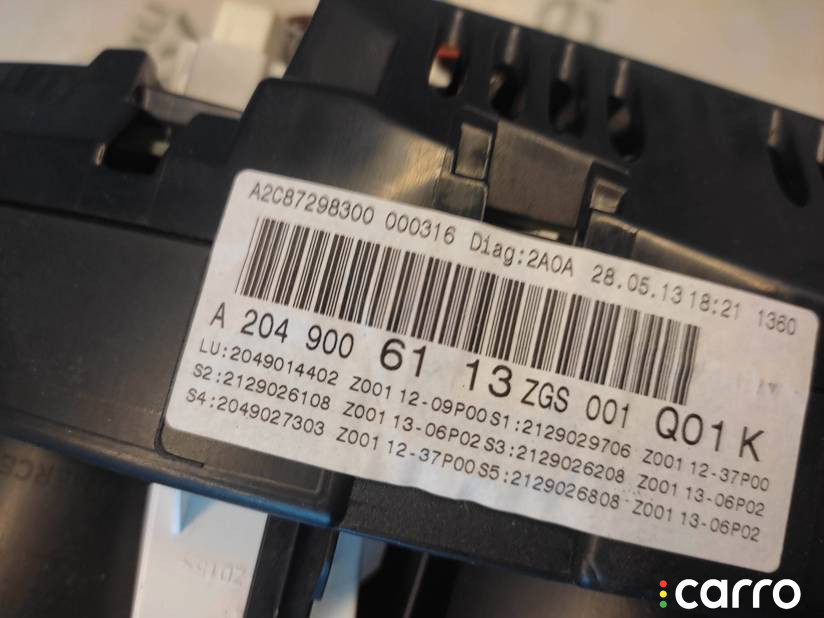 A2C87298300 000316 Diag:2A0A 28.05.13 18:21 1360
A 204 900 61 13 ZGS 001 Q01 K
LU:2049014402 Z001 12-09P00 S1:2129029706 Z001 12-37P00
S2:2129026108 Z001 13-06P02 S3:2129026208 Z001 13-06P02
S4:2049027303 Z001 12-37P00 S5:2129026808 Z001 13-06P02
carro